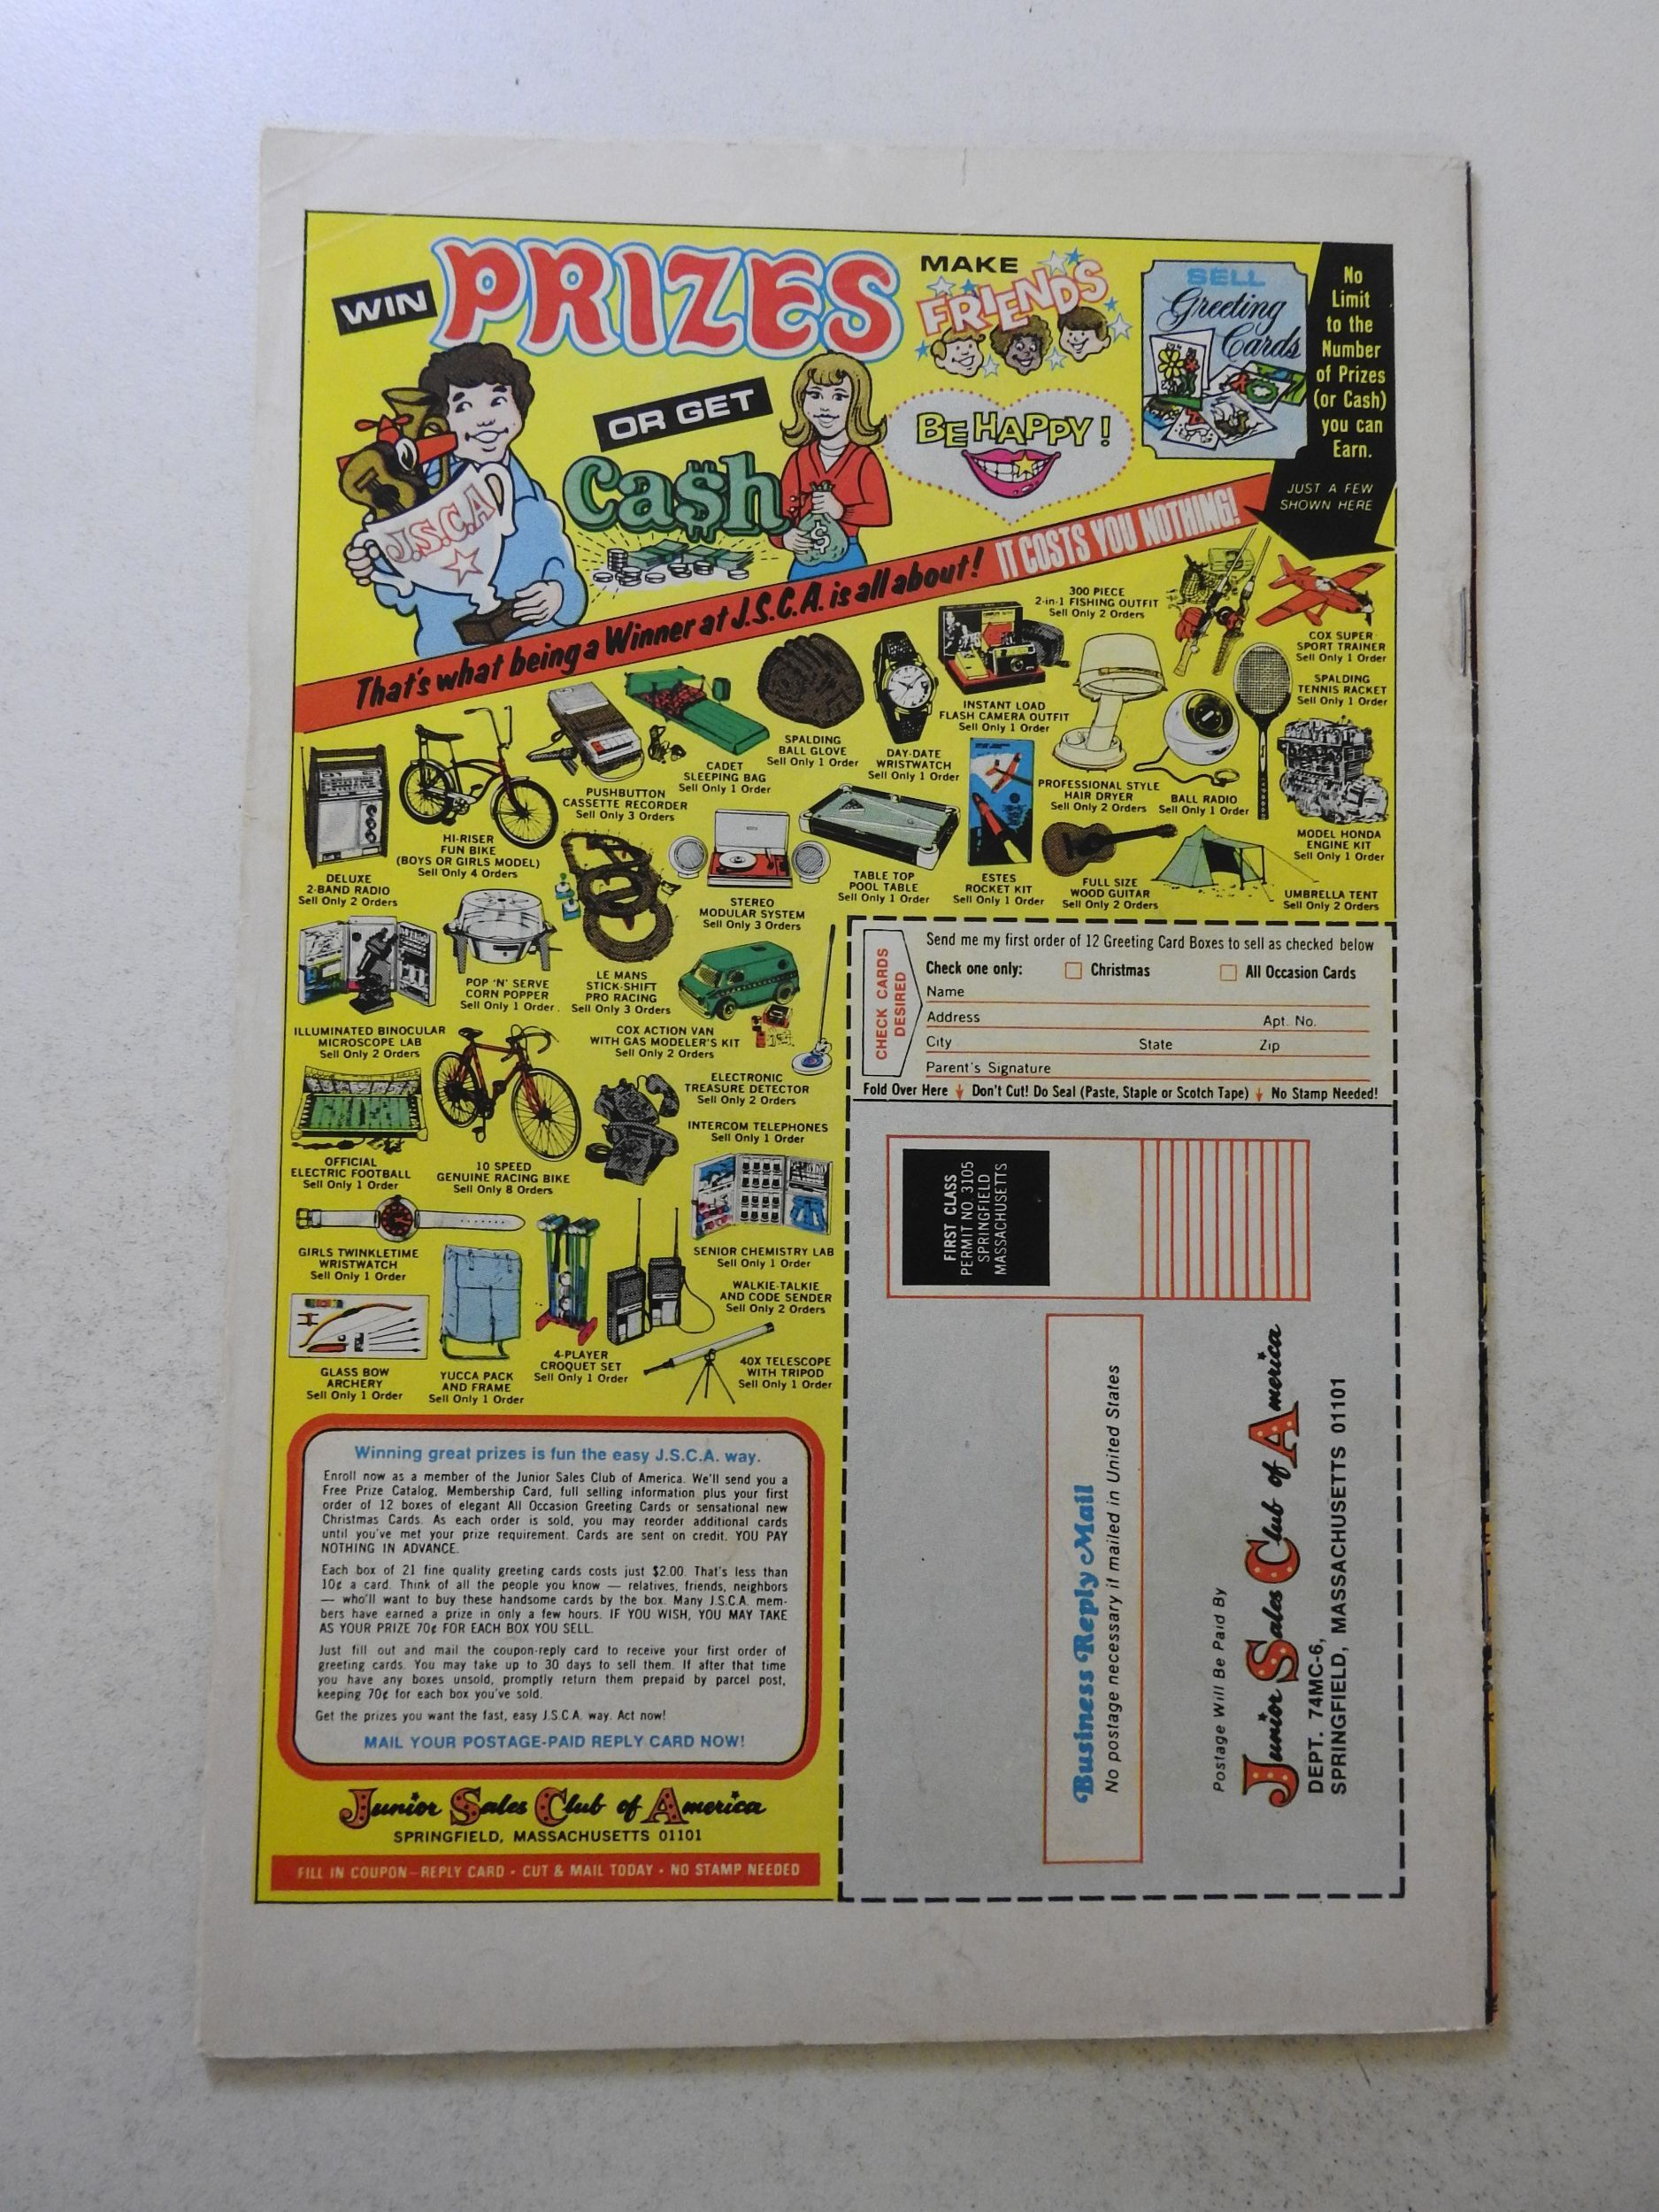 WIN PRIZES
OR GET
Ca$h
J.S.C.A.
MAKE
FRIENDS
BE HAPPY!
SELL
Greeting
Cards
No
Limit
to the
Number
of Prizes
(or Cash)
you can
Earn.
JUST A FEW
SHOWN HERE
That's what being a Winner at J.S.C.A. is all about! IT COSTS YOU NOTHING!
300 PIECE
2-in-1 FISHING OUTFIT
Sell Only 2 Orders
COX SUPER
SPORT TRAINER
Sell Only 1 Order
SPALDING
TENNIS RACKET
Sell Only 1 Order
INSTANT LOAD
FLASH CAMERA OUTFIT
Sell Only 1 Order
SPALDING
BALL GLOVE
Sell Only 1 Order
DAY-DATE
WRISTWATCH
Sell Only 1 Order
CADET
SLEEPING BAG
Sell Only 1 Order
PUSHBUTTON
CASSETTE RECORDER
Sell Only 3 Orders
PROFESSIONAL STYLE
HAIR DRYER
Sell Only 2 Orders
BALL RADIO
Sell Only 1 Order
MODEL HONDA
ENGINE KIT
Sell Only 1 Order
HI-RISER
FUN BIKE
(BOYS OR GIRLS MODEL)
Sell Only 4 Orders
DELUXE
2-BAND RADIO
Sell Only 2 Orders
STEREO
MODULAR SYSTEM
Sell Only 3 Orders
TABLE TOP
POOL TABLE
Sell Only 1 Order
ESTES
ROCKET KIT
Sell Only 1 Order
FULL SIZE
WOOD GUITAR
Sell Only 2 Orders
UMBRELLA TENT
Sell Only 2 Orders
POP 'N' SERVE
CORN POPPER
Sell Only 1 Order.
LE MANS
STICK-SHIFT
PRO RACING
Sell Only 3 Orders
ILLUMINATED BINOCULAR
MICROSCOPE LAB
Sell Only 2 Orders
COX ACTION VAN
WITH GAS MODELER'S KIT
Sell Only 2 Orders
ELECTRONIC
TREASURE DETECTOR
Sell Only 2 Orders
INTERCOM TELEPHONES
Sell Only 1 Order
OFFICIAL
ELECTRIC FOOTBALL
Sell Only 1 Order
10 SPEED
GENUINE RACING BIKE
Sell Only 8 Orders
GIRLS TWINKLETIME
WRISTWATCH
Sell Only 1 Order
SENIOR CHEMISTRY LAB
Sell Only 1 Order
WALKIE-TALKIE
AND CODE SENDER
Sell Only 2 Orders
GLASS BOW
ARCHERY
Sell Only 1 Order
YUCCA PACK
AND FRAME
Sell Only 1 Order
4-PLAYER
CROQUET SET
Sell Only 1 Order
40X TELESCOPE
WITH TRIPOD
Sell Only 1 Order
Winning great prizes is fun the easy J.S.C.A. way.
Enroll now as a member of the Junior Sales Club of America. We'll send you a
Free Prize Catalog, Membership Card, full selling information plus your first
order of 12 boxes of elegant All Occasion Greeting Cards or sensational new
Christmas Cards. As each order is sold, you may reorder additional cards
until you've met your prize requirement. Cards are sent on credit. YOU PAY
NOTHING IN ADVANCE.
Each box of 21 fine quality greeting cards costs just $2.00. That's less than
10¢ a card. Think of all the people you know — relatives, friends, neighbors
— who'll want to buy these handsome cards by the box. Many J.S.C.A. mem-
bers have earned a prize in only a few hours. IF YOU WISH, YOU MAY TAKE
AS YOUR PRIZE 70¢ FOR EACH BOX YOU SELL.
Just fill out and mail the coupon-reply card to receive your first order of
greeting cards. You may take up to 30 days to sell them. If after that time
you have any boxes unsold, promptly return them prepaid by parcel post,
keeping 70¢ for each box you've sold.
Get the prizes you want the fast, easy J.S.C.A. way. Act now!
MAIL YOUR POSTAGE-PAID REPLY CARD NOW!
Junior Sales Club of America
SPRINGFIELD, MASSACHUSETTS 01101
FILL IN COUPON–REPLY CARD • CUT & MAIL TODAY • NO STAMP NEEDED
CHECK CARDS
DESIRED
Send me my first order of 12 Greeting Card Boxes to sell as checked below
Check one only: Christmas All Occasion Cards
Name
Address Apt. No.
City State Zip
Parent's Signature
Fold Over Here Don't Cut! Do Seal (Paste, Staple or Scotch Tape) No Stamp Needed!
FIRST CLASS
PERMIT NO. 3105
SPRINGFIELD
MASSACHUSETTS
Business Reply Mail
No postage necessary if mailed in United States
Postage Will Be Paid By
Junior Sales Club of America
DEPT. 74MC-6,
SPRINGFIELD, MASSACHUSETTS 01101